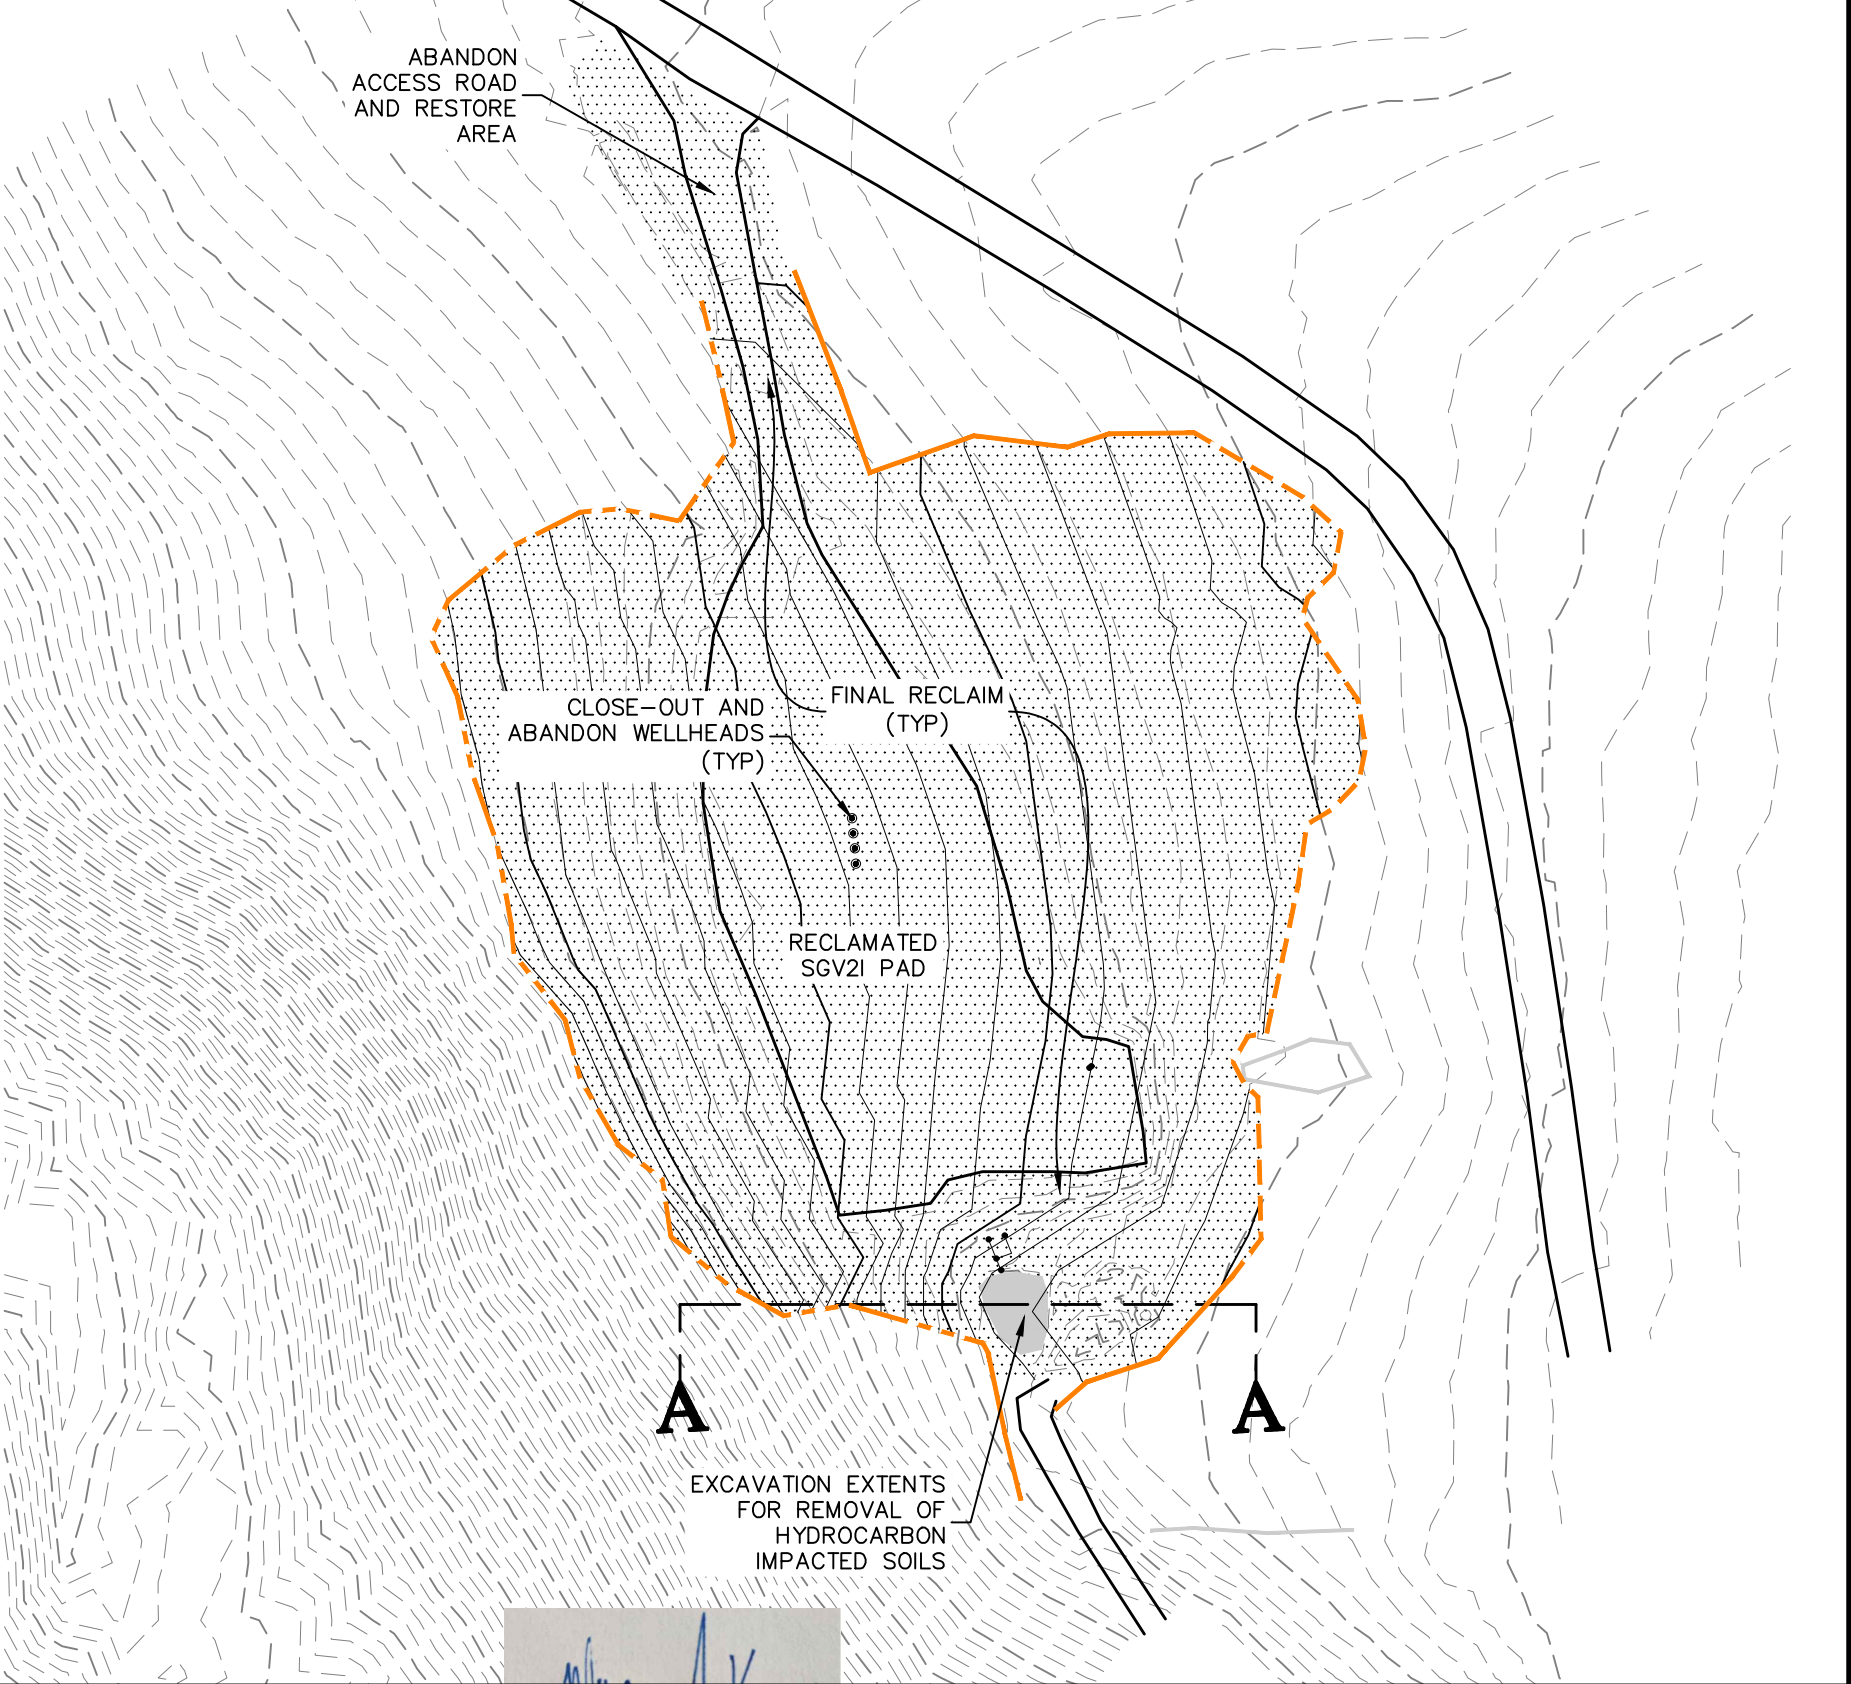 ABANDON
ACCESS ROAD
AND RESTORE
AREA
CLOSE-OUT AND
ABANDON WELLHEADS
(TYP)
FINAL RECLAIM
(TYP)
RECLAMATED
SGV21 PAD
A A
EXCAVATION EXTENTS
FOR REMOVAL OF
HYDROCARBON
IMPACTED SOILS